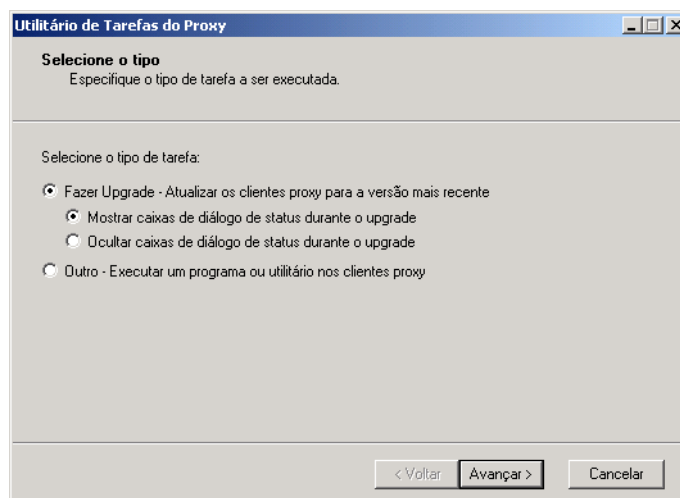 Utilitário de Tarefas do Proxy
Selecione o tipo
Especifique o tipo de tarefa a ser executada.
Selecione o tipo de tarefa:
Fazer Upgrade - Atualizar os clientes proxy para a versão mais recente
Mostrar caixas de diálogo de status durante o upgrade
Ocultar caixas de diálogo de status durante o upgrade
Outro - Executar um programa ou utilitário nos clientes proxy
< Voltar Avançar > Cancelar